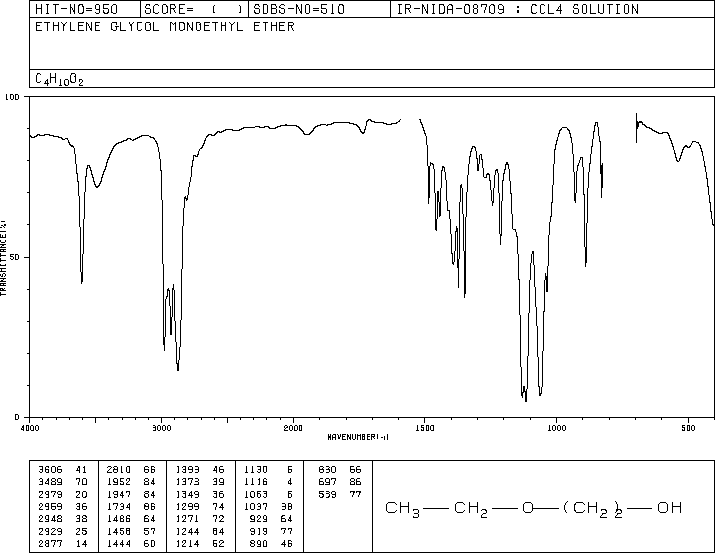 HIT-NO=950 SCORE= ( ) SDBS-NO=510 IR-NIDA-08709 : CCL4 SOLUTION
ETHYLENE GLYCOL MONOETHYL ETHER
C4H10O2
100
50
0
TRANSMITTANCE(%)
4000 3000 2000 1500 1000 500
WAVENUMBER(-1)
3606 41 2810 66 1393 46 1130 6 830 66
3489 70 1952 84 1373 39 1116 4 697 86
2979 20 1947 84 1349 36 1063 6 539 77
2959 36 1734 86 1299 74 1037 38
2948 38 1486 64 1271 72 929 64
2929 25 1458 57 1244 64 919 77
2877 14 1444 60 1214 52 890 46
CH3 — CH2 — O — (CH2)2 — OH